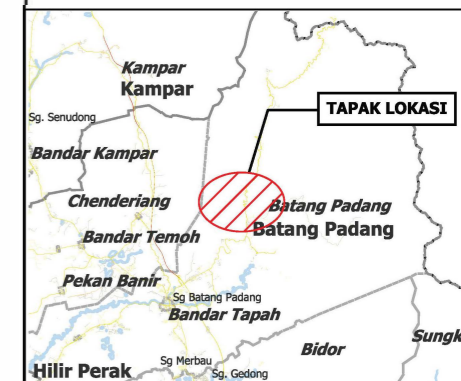 Kampar
Kampar
TAPAK LOKASI
Sg. Senudong
Bandar Kampar
Chenderiang
Batang Padang
Batang Padang
Bandar Temoh
Pekan Banir
Sg Batang Padang
Bandar Tapah
Sungk
Bidor
Sg Merbau
Hilir Perak
Sg. Gedong